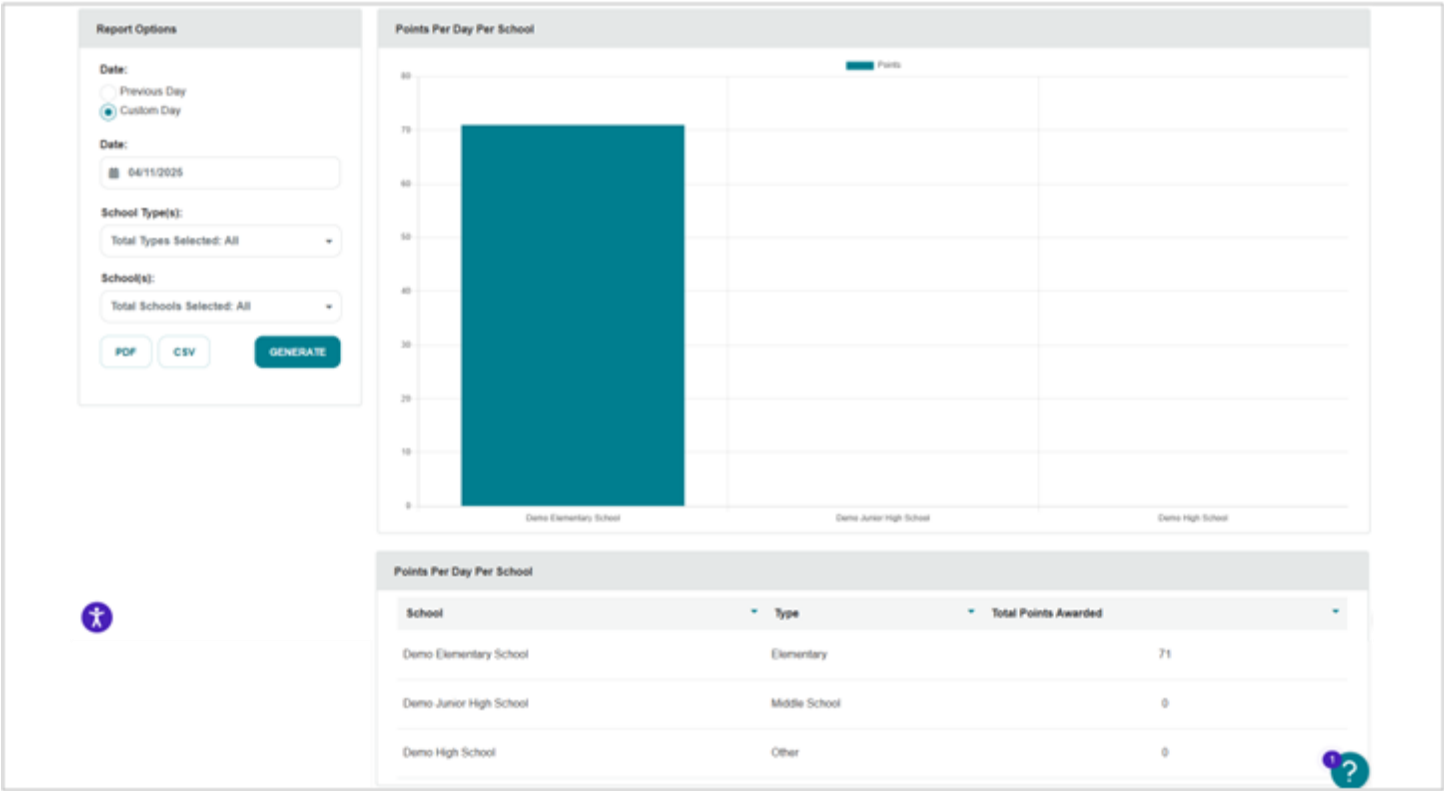 Report Options
Date:
Previous Day
Custom Day
Date:
04/11/2025
School Type(s):
Total Types Selected: All
School(s):
Total Schools Selected: All
PDF
CSV
GENERATE
Points Per Day Per School
Points
80
70
60
50
40
30
20
10
0
Demo Elementary School
Demo Junior High School
Demo High School
Points Per Day Per School
School Type Total Points Awarded
Demo Elementary School Elementary 71
Demo Junior High School Middle School 0
Demo High School Other 0
1
?